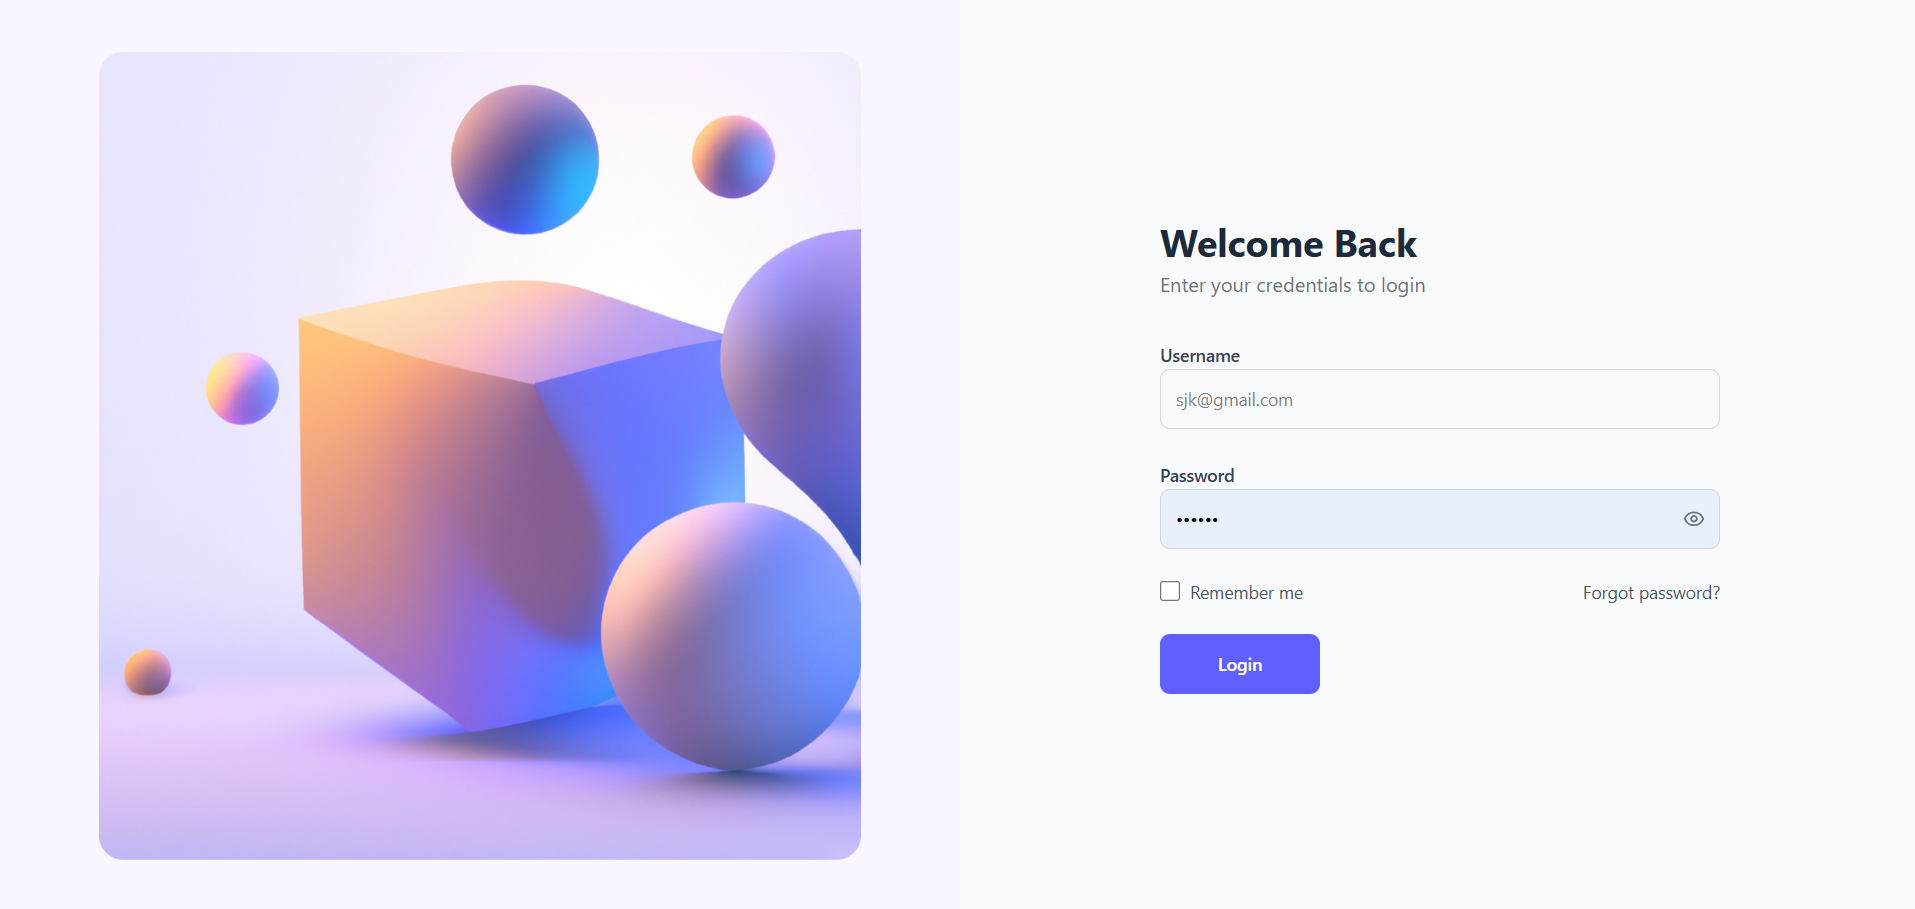 Welcome Back
Enter your credentials to login
Username
sjk@gmail.com
Password
••••••
Remember me
Forgot password?
Login